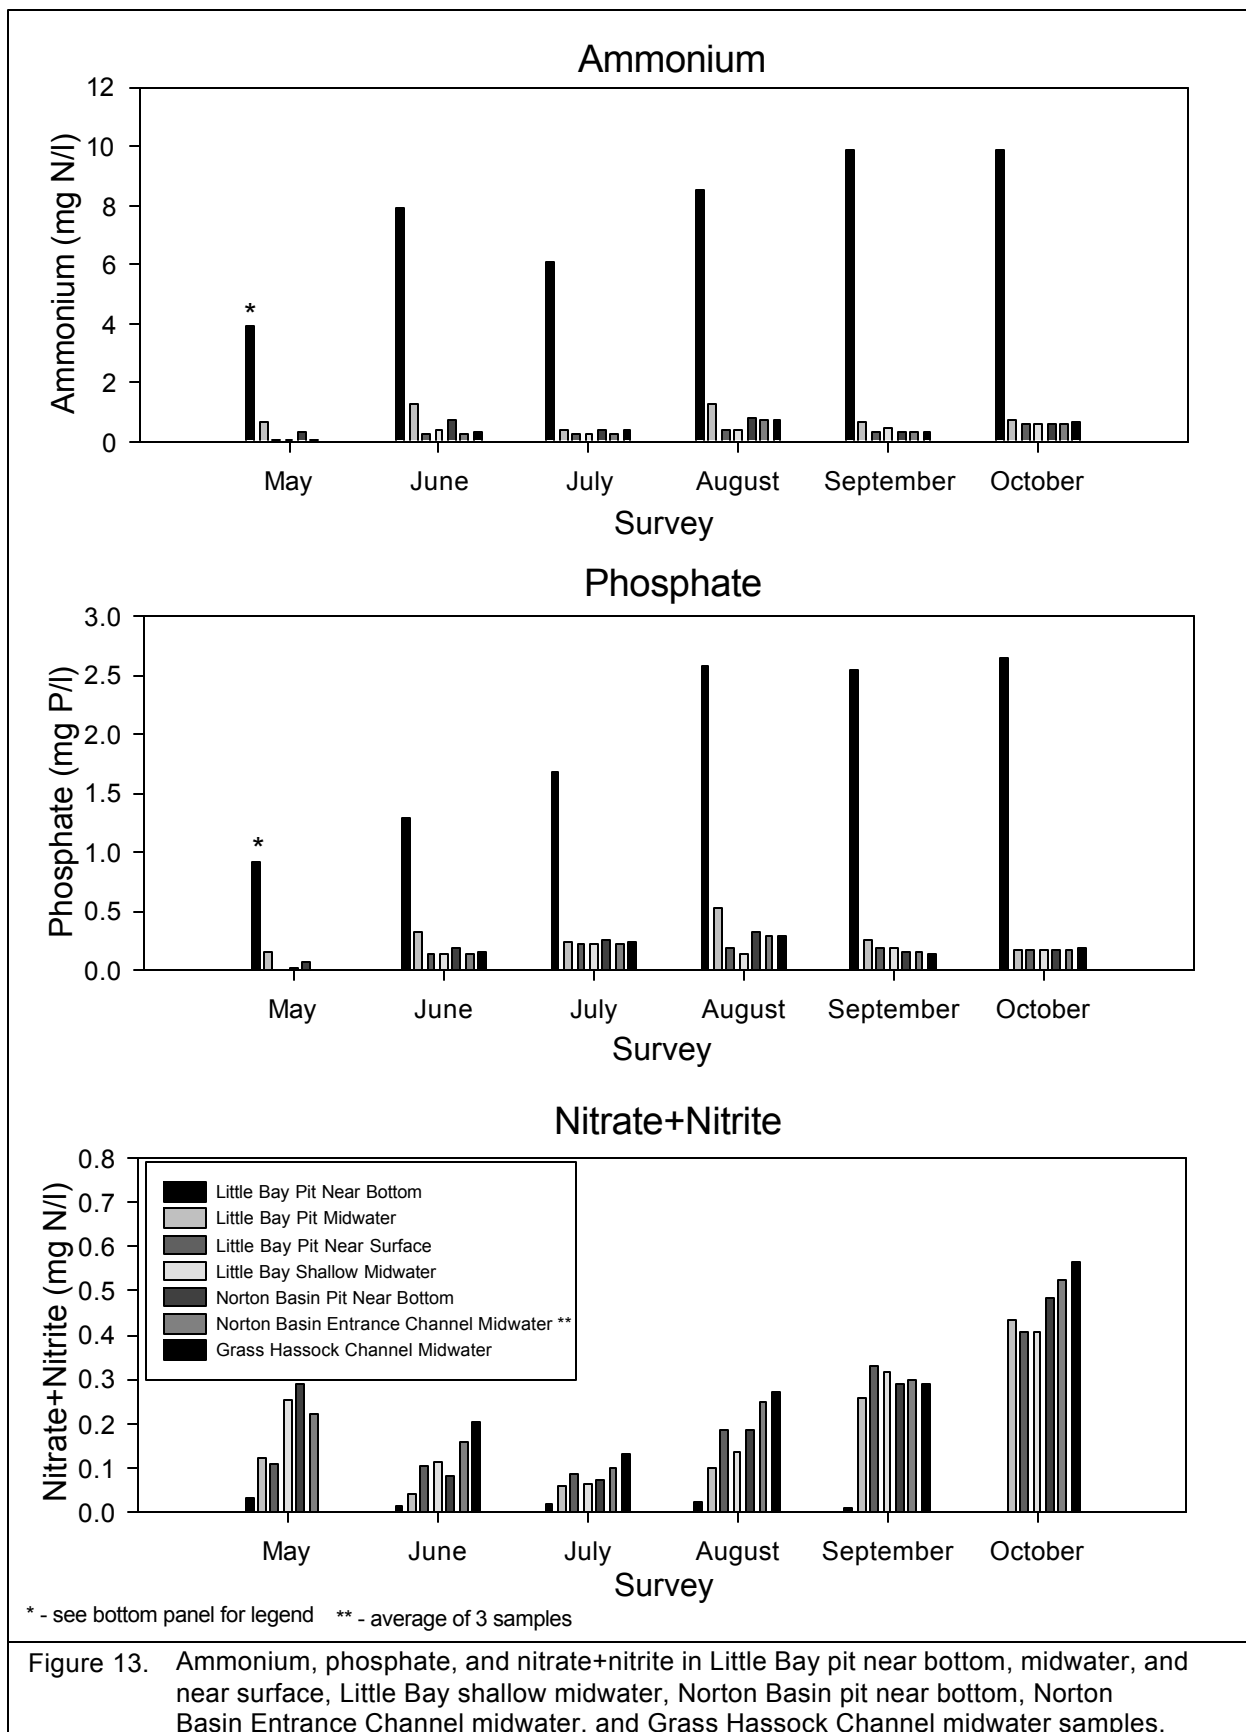 Ammonium
12
10
8
6
4
2
0
Ammonium (mg N/l)
*
May June July August September October
Survey
Phosphate
3.0
2.5
2.0
1.5
1.0
0.5
0.0
Phosphate (mg P/l)
*
May June July August September October
Survey
Nitrate+Nitrite
0.8
0.7
0.6
0.5
0.4
0.3
0.2
0.1
0.0
Nitrate+Nitrite (mg N/l)
Little Bay Pit Near Bottom
Little Bay Pit Midwater
Little Bay Pit Near Surface
Little Bay Shallow Midwater
Norton Basin Pit Near Bottom
Norton Basin Entrance Channel Midwater **
Grass Hassock Channel Midwater
May June July August September October
Survey
* - see bottom panel for legend ** - average of 3 samples
Figure 13. Ammonium, phosphate, and nitrate+nitrite in Little Bay pit near bottom, midwater, and
near surface, Little Bay shallow midwater, Norton Basin pit near bottom, Norton
Basin Entrance Channel midwater, and Grass Hassock Channel midwater samples.